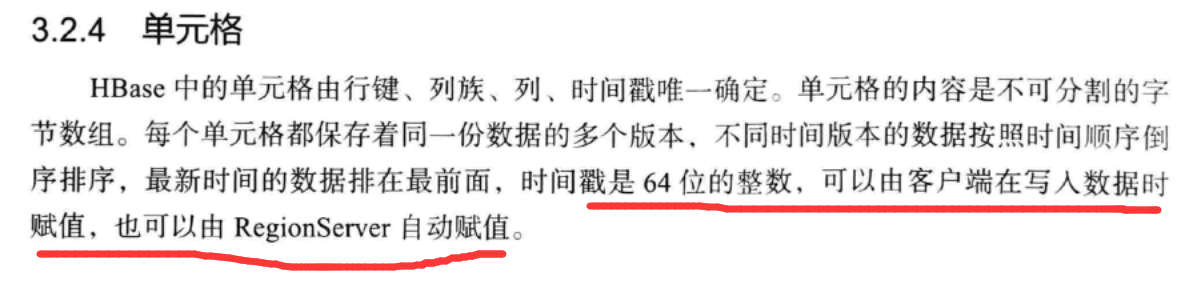 3.2.4 单元格
HBase 中的单元格由行键、列族、列、时间戳唯一确定。单元格的内容是不可分割的字
节数组。每个单元格都保存着同一份数据的多个版本，不同时间版本的数据按照时间顺序倒
序排序，最新时间的数据排在最前面，时间戳是 64 位的整数，可以由客户端在写入数据时
赋值，也可以由 RegionServer 自动赋值。